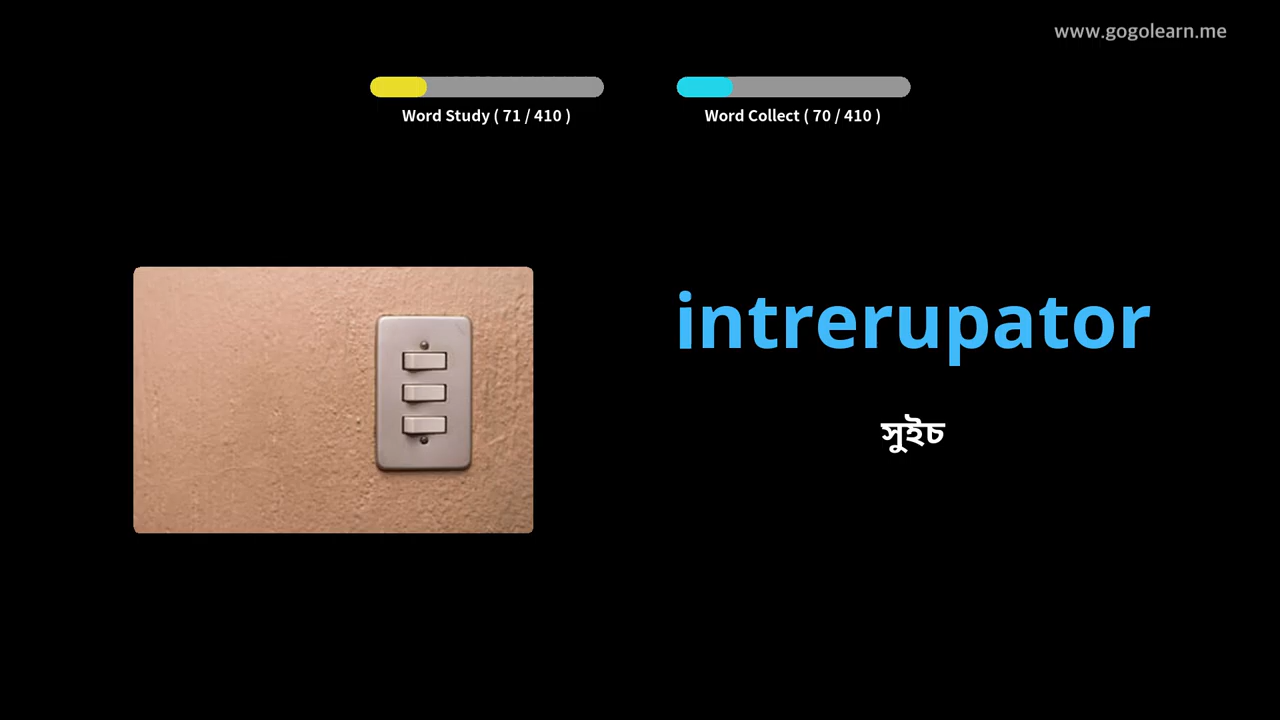 www.gogolearn.me
Word Study ( 71 / 410 )
Word Collect ( 70 / 410 )
intrerupator
সুইচ